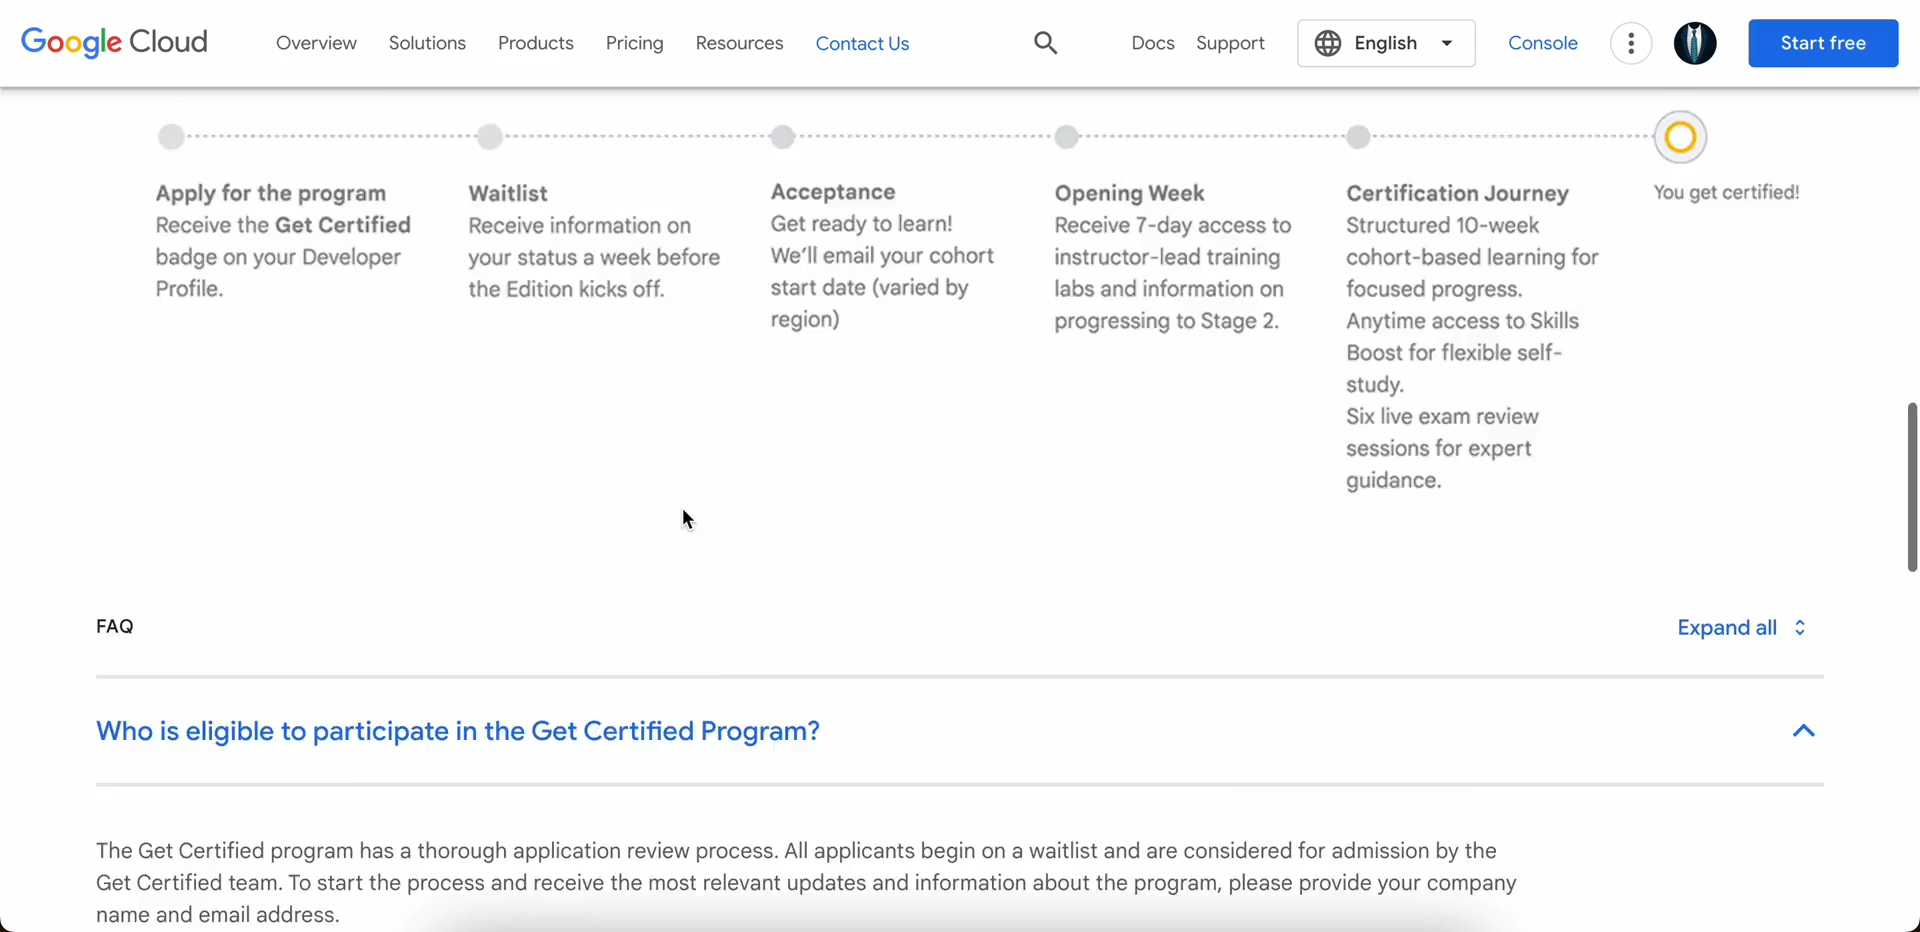 Google Cloud Overview Solutions Products Pricing Resources Contact Us Docs Support English Console Start free
Apply for the program
Receive the Get Certified
badge on your Developer
Profile.
Waitlist
Receive information on
your status a week before
the Edition kicks off.
Acceptance
Get ready to learn!
We'll email your cohort
start date (varied by
region)
Opening Week
Receive 7-day access to
instructor-lead training
labs and information on
progressing to Stage 2.
Certification Journey
Structured 10-week
cohort-based learning for
focused progress.
Anytime access to Skills
Boost for flexible self-
study.
Six live exam review
sessions for expert
guidance.
You get certified!
FAQ
Expand all
Who is eligible to participate in the Get Certified Program?
The Get Certified program has a thorough application review process. All applicants begin on a waitlist and are considered for admission by the
Get Certified team. To start the process and receive the most relevant updates and information about the program, please provide your company
name and email address.